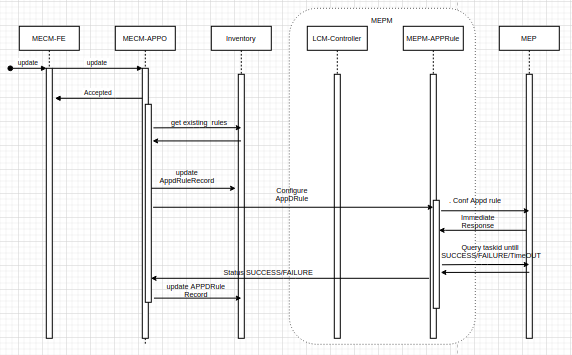 MEPM
MECM-FE
MECM-APPO
Inventory
LCM-Controller
MEPM-APPRule
MEP
update
update
Accepted
get existing rules
update
AppdRuleRecord
Configure
AppDRule
. Conf Appd rule
Immediate
Response
Query taskid untill
SUCCESS/FAILURE/TimeOUT
Status SUCCESS/FAILURE
update APPDRule
Record